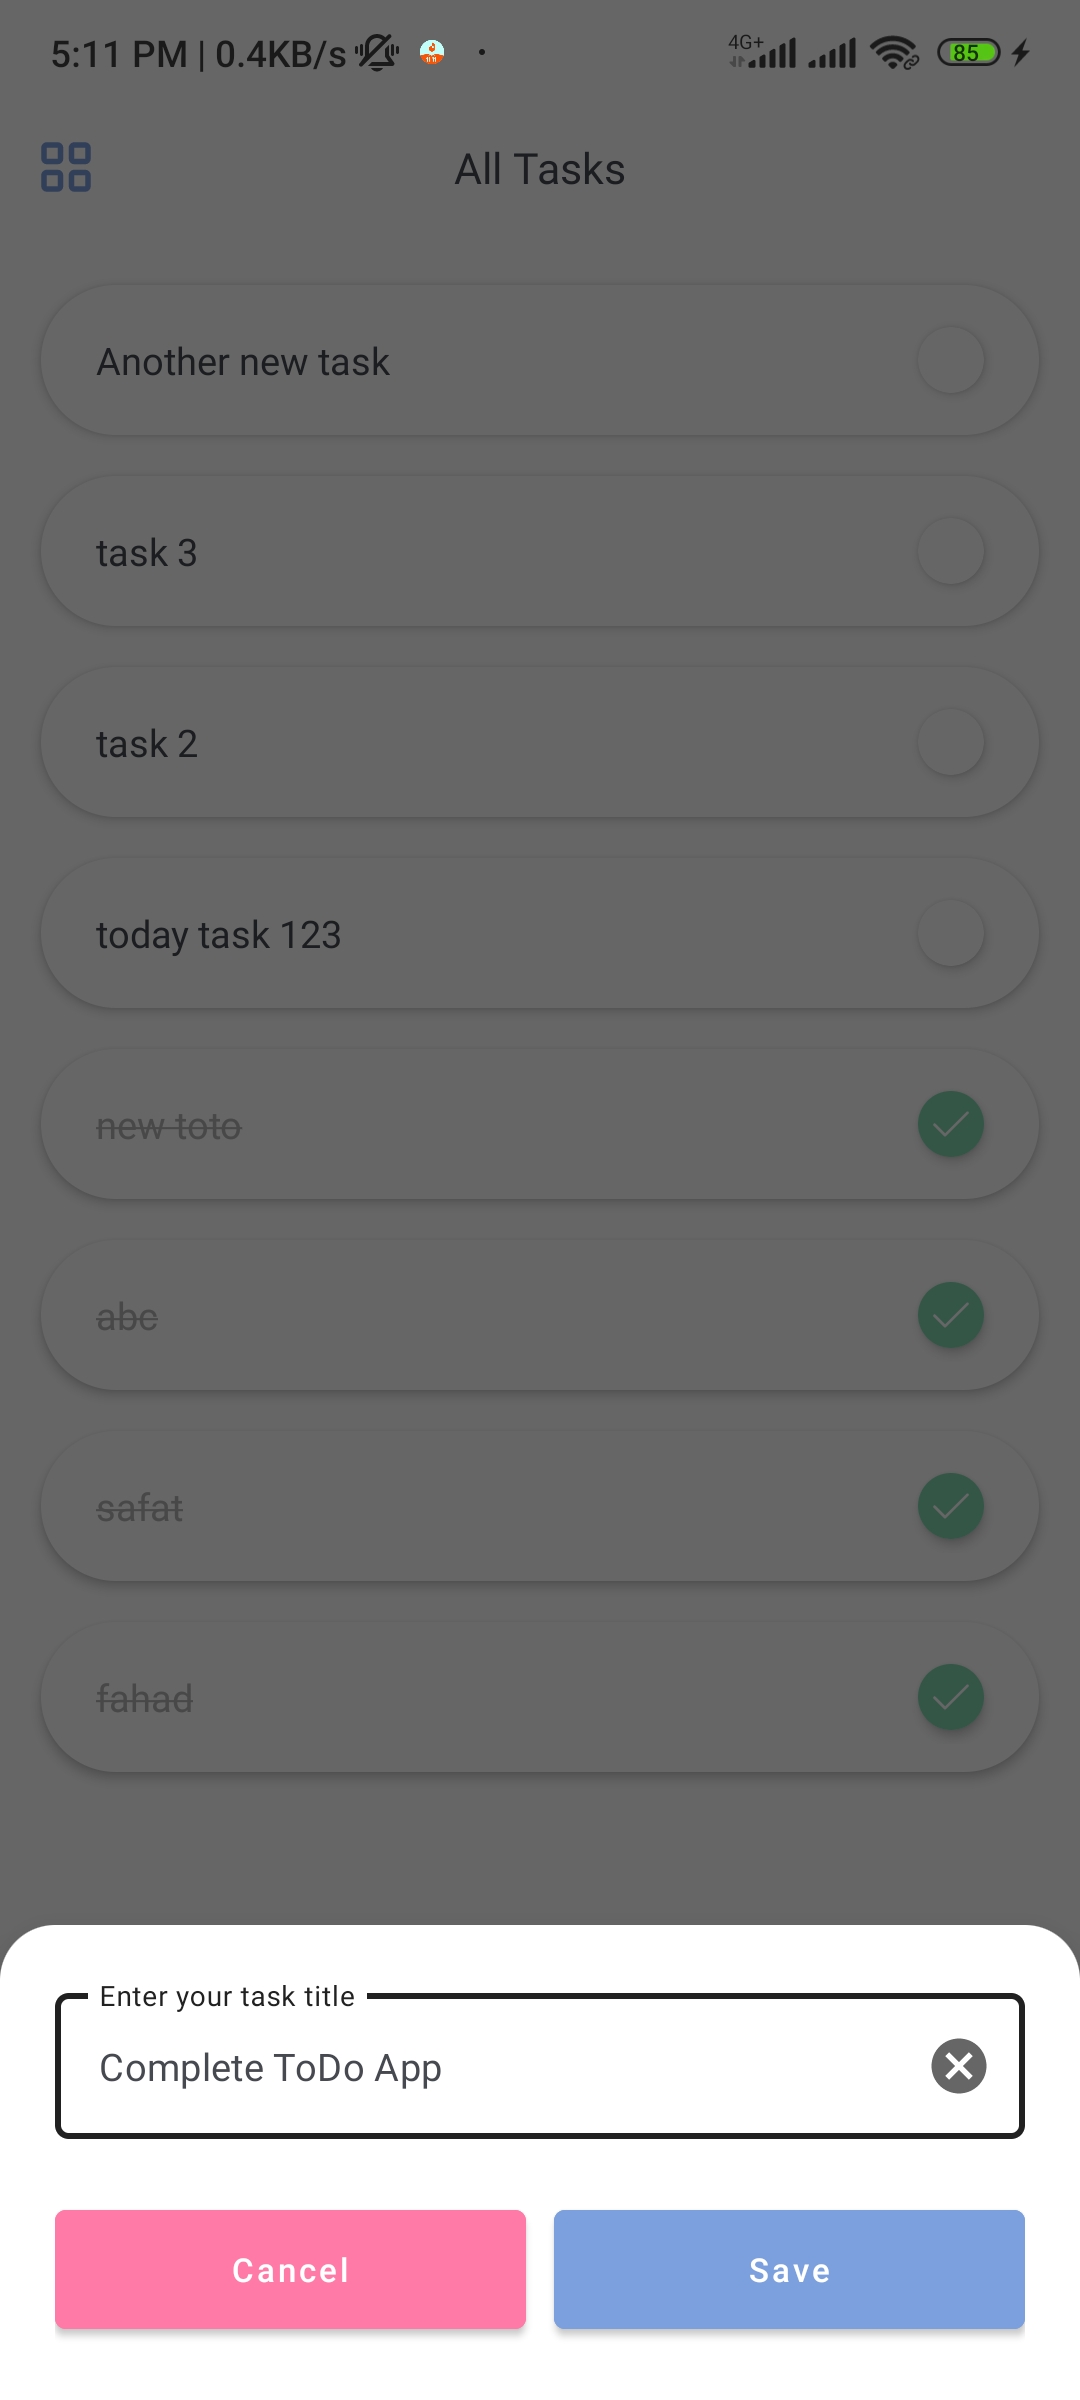 5:11 PM | 0.4KB/s 4G+ 85
All Tasks
Another new task
task 3
task 2
today task 123
new toto
abc
safat
fahad
Enter your task title
Complete ToDo App
Cancel Save